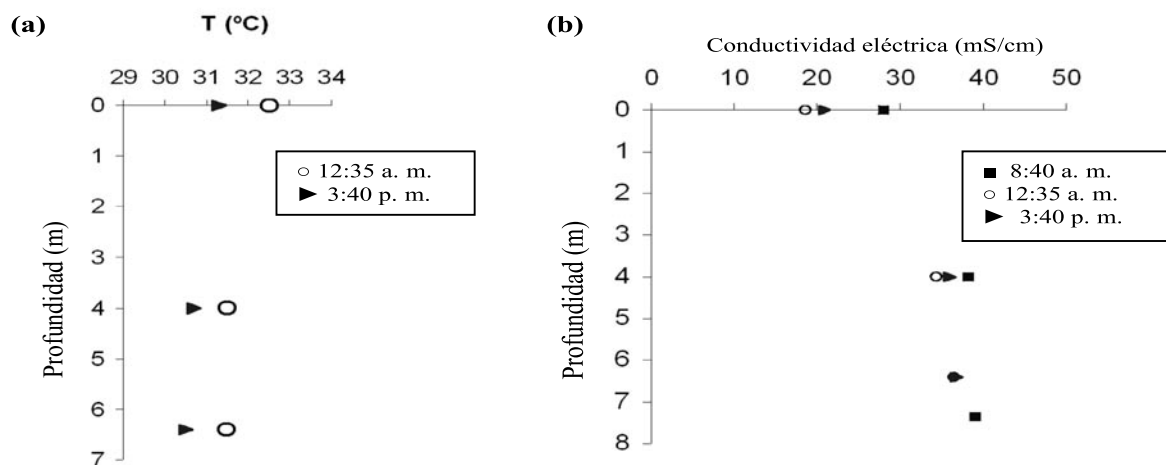 (a)
T (ºC)
29 30 31 32 33 34
0
1
2
3
4
5
6
7
Profundidad (m)
12:35 a. m.
3:40 p. m.
(b)
Conductividad eléctrica (mS/cm)
0 10 20 30 40 50
0
1
2
3
4
5
6
7
8
Profundidad (m)
8:40 a. m.
12:35 a. m.
3:40 p. m.